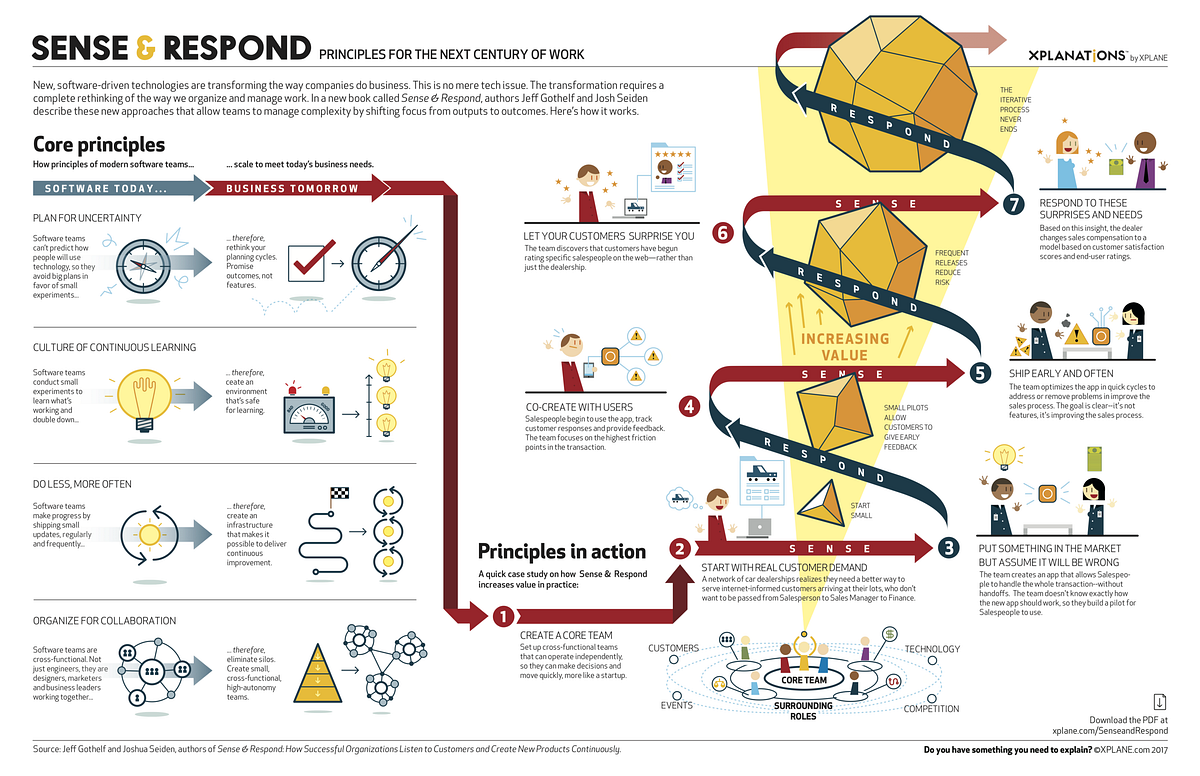 SENSE & RESPOND PRINCIPLES FOR THE NEXT CENTURY OF WORK
XPLANATiONS™ by XPLANE
New, software-driven technologies are transforming the way companies do business. This is no mere tech issue. The transformation requires a
complete rethinking of the way we organize and manage work. In a new book called Sense & Respond, authors Jeff Gothelf and Josh Seiden
describe these new approaches that allow teams to manage complexity by shifting focus from outputs to outcomes. Here's how it works.
Core principles
How principles of modern software teams...
... scale to meet today's business needs.
SOFTWARE TODAY...
BUSINESS TOMORROW
PLAN FOR UNCERTAINTY
Software teams
can't predict how
people will use
technology, so they
avoid big plans in
favor of small
experiments...
... therefore,
rethink your
planning cycles.
Promise
outcomes, not
features.
CULTURE OF CONTINUOUS LEARNING
Software teams
conduct small
experiments to
learn what's
working and
double down...
... therefore,
ceate an
environment
that's safe
for learning.
DO LESS, MORE OFTEN
Software teams
make progress by
shipping small
updates, regularly
and frequently...
... therefore,
create an
infrastructure
that makes it
possible to deliver
continuous
improvement.
ORGANIZE FOR COLLABORATION
Software teams are
cross-functional. Not
just engineers, they are
designers, marketers
and business leaders
working together...
... therefore,
eliminate silos.
Create small,
cross-functional,
high-autonomy
teams.
Principles in action
A quick case study on how Sense & Respond
increases value in practice:
1
CREATE A CORE TEAM
Set up cross-functional teams
that can operate independently,
so they can make decisions and
move quickly, more like a startup.
CUSTOMERS
TECHNOLOGY
EVENTS
COMPETITION
CORE TEAM
SURROUNDING
ROLES
$
2
SENSE
START WITH REAL CUSTOMER DEMAND
A network of car dealerships realizes they need a better way to
serve internet-informed customers arriving at their lots, who don't
want to be passed from Salesperson to Sales Manager to Finance.
START
SMALL
3
PUT SOMETHING IN THE MARKET
BUT ASSUME IT WILL BE WRONG
The team creates an app that allows Salespeo-
ple to handle the whole transaction--without
handoffs. The team doesn't know exactly how
the new app should work, so they build a pilot for
Salespeople to use.
RESPOND
SMALL PILOTS
ALLOW
CUSTOMERS TO
GIVE EARLY
FEEDBACK
4
CO-CREATE WITH USERS
Salespeople begin to use the app, track
customer responses and provide feedback.
The team focuses on the highest friction
points in the transaction.
SENSE
INCREASING
VALUE
5
SHIP EARLY AND OFTEN
The team optimizes the app in quick cycles to
address or remove problems in improve the
sales process. The goal is clear—it's not
features, it's improving the sales process.
RESPOND
FREQUENT
RELEASES
REDUCE
RISK
6
LET YOUR CUSTOMERS SURPRISE YOU
The team discovers that customers have begun
rating specific salespeople on the web—rather than
just the dealership.
SENSE
7
RESPOND TO THESE
SURPRISES AND NEEDS
Based on this insight, the dealer
changes sales compensation to a
model based on customer satisfaction
scores and end-user ratings.
RESPOND
THE
ITERATIVE
PROCESS
NEVER
ENDS
Download the PDF at
xplane.com/SenseandRespond
Source: Jeff Gothelf and Joshua Seiden, authors of Sense & Respond: How Successful Organizations Listen to Customers and Create New Products Continuously.
Do you have something you need to explain? ©XPLANE.com 2017